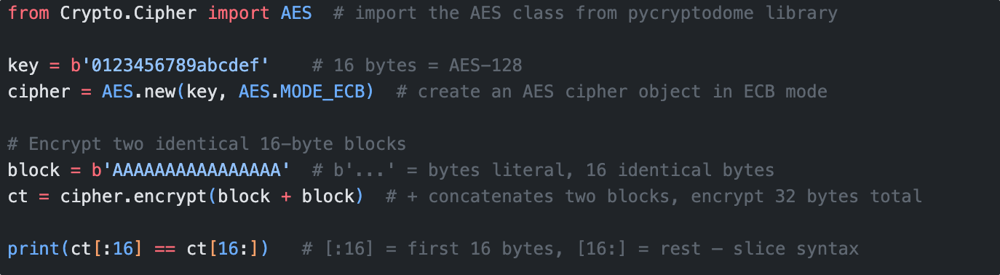 from Crypto.Cipher import AES  # import the AES class from pycryptodome library
key = b'0123456789abcdef'    # 16 bytes = AES-128
cipher = AES.new(key, AES.MODE_ECB)  # create an AES cipher object in ECB mode
# Encrypt two identical 16-byte blocks
block = b'AAAAAAAAAAAAAAAA'  # b'...' = bytes literal, 16 identical bytes
ct = cipher.encrypt(block + block)  # + concatenates two blocks, encrypt 32 bytes total
print(ct[:16] == ct[16:])   # [:16] = first 16 bytes, [16:] = rest — slice syntax